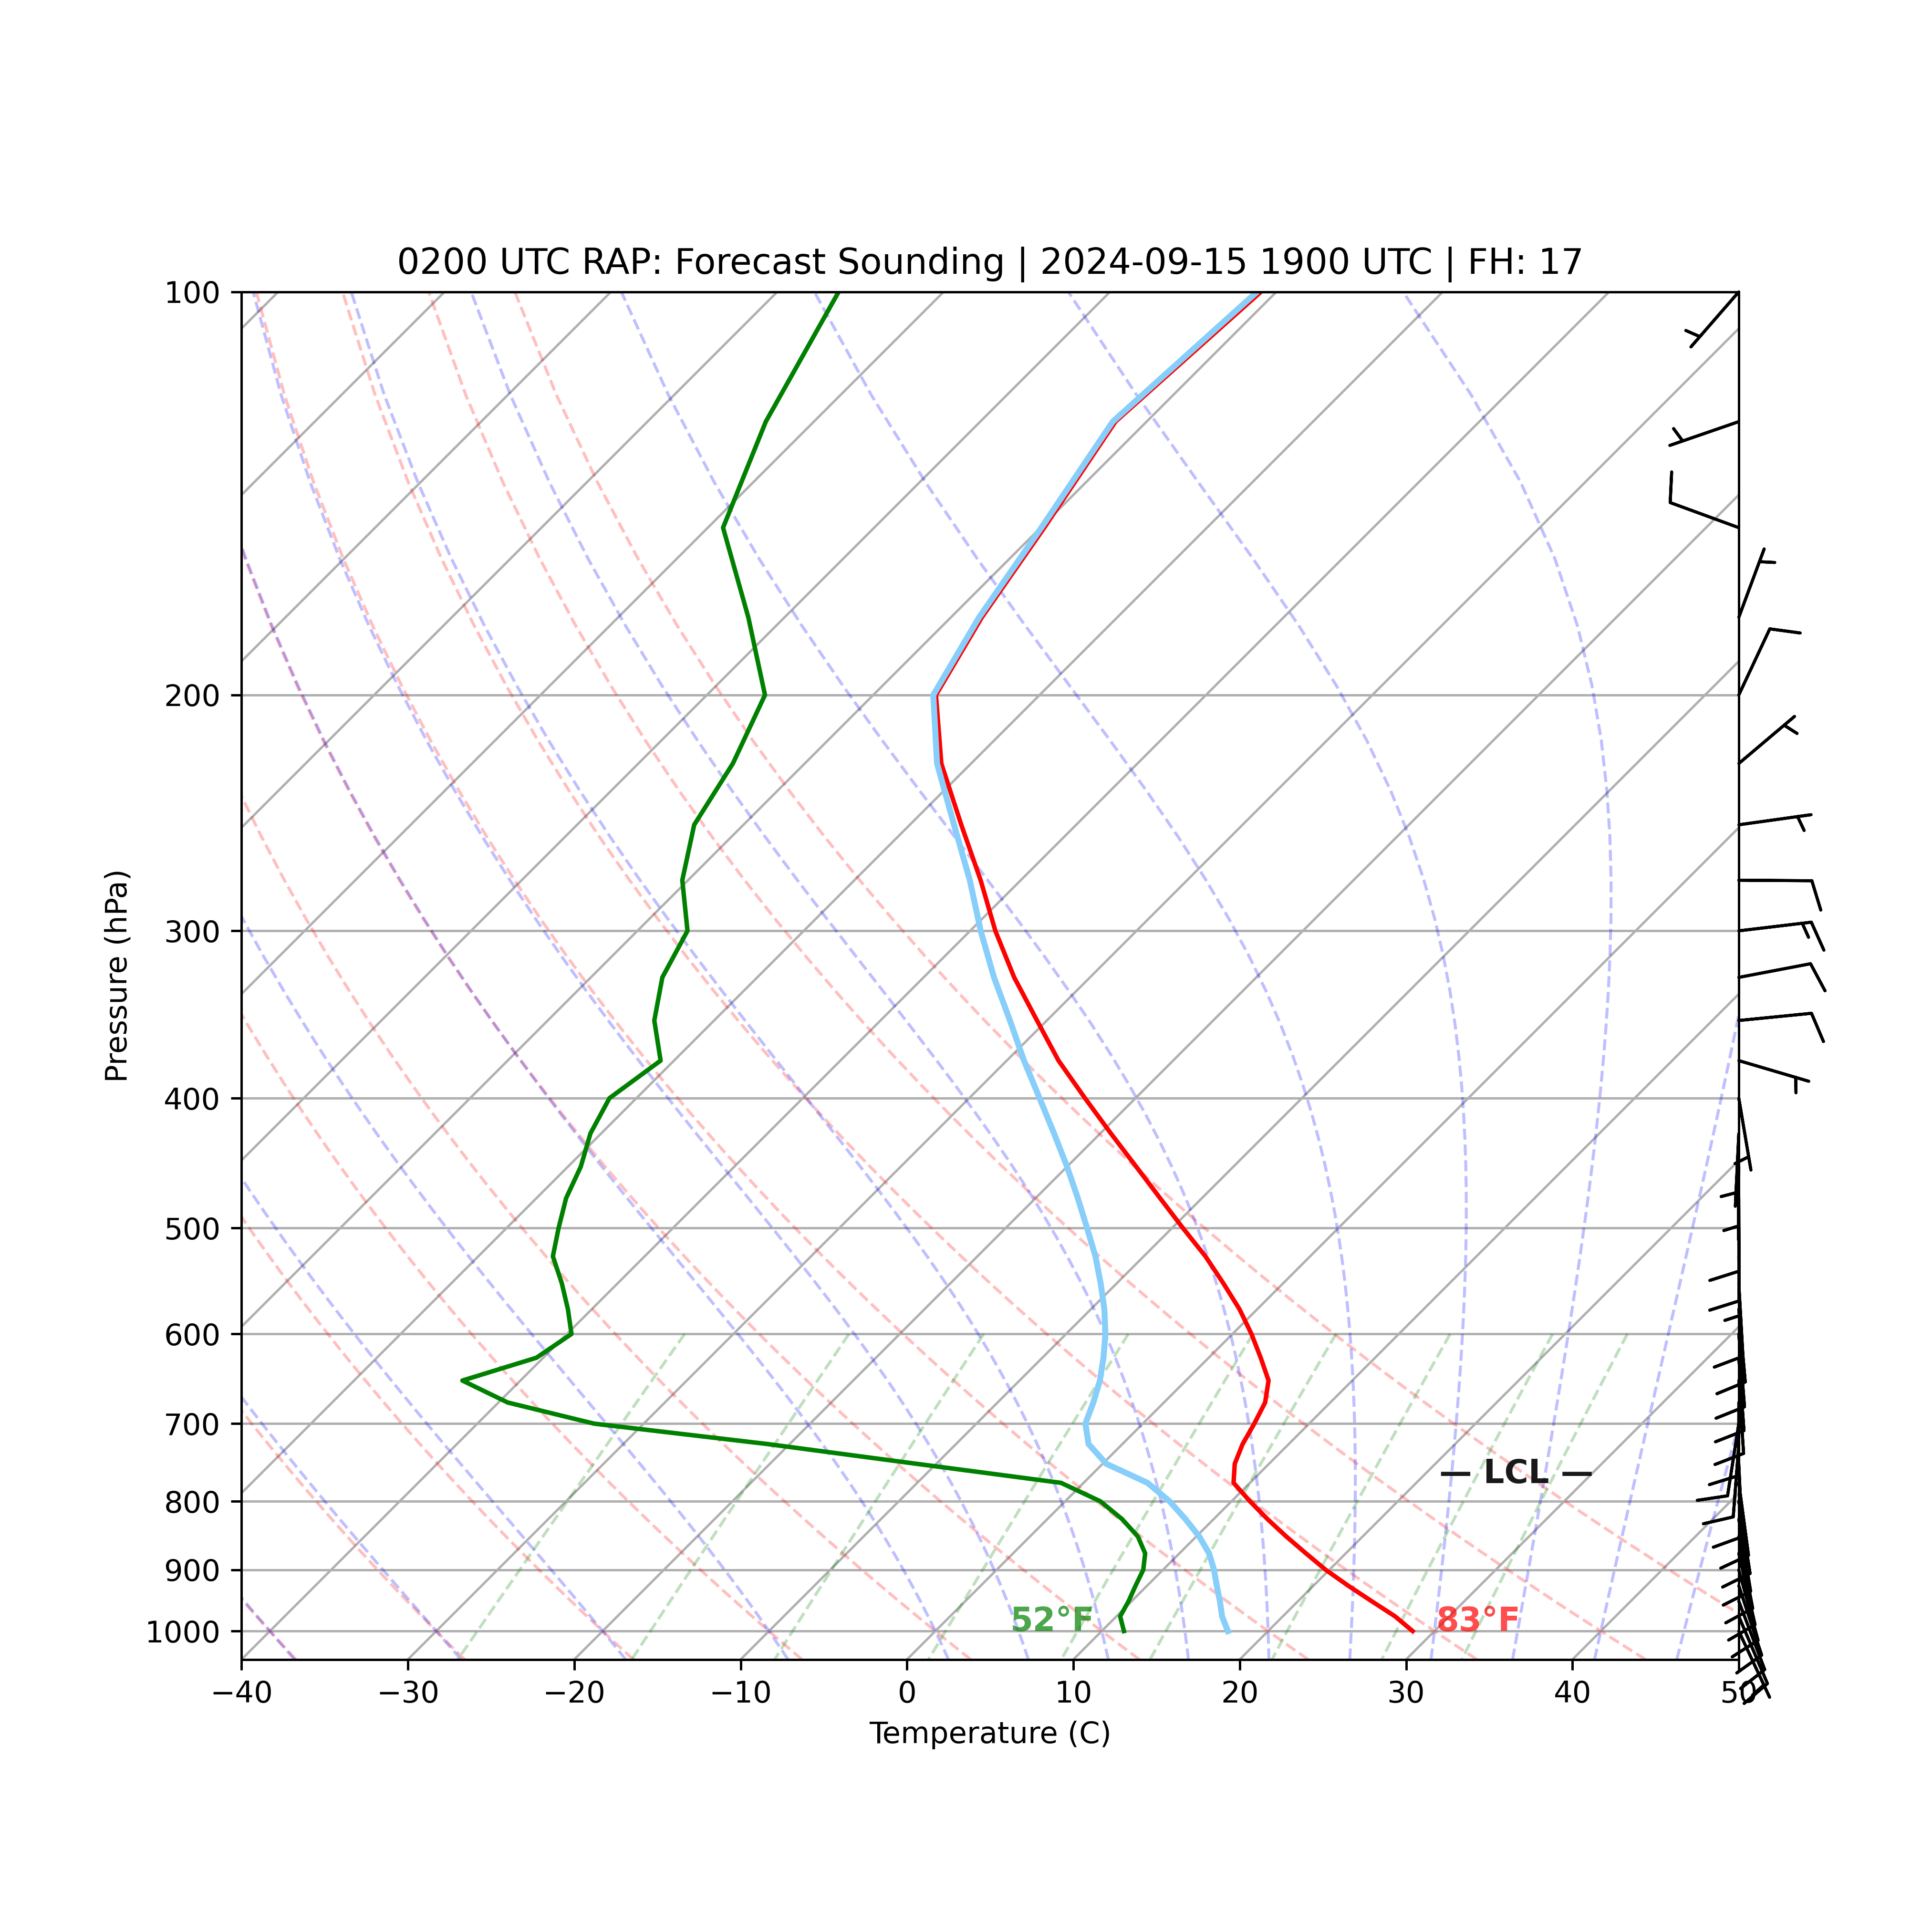 0200 UTC RAP: Forecast Sounding | 2024-09-15 1900 UTC | FH: 17
100
200
300
400
500
600
700
800
900
1000
Pressure (hPa)
— LCL —
52°F
83°F
−40 −30 −20 −10 0 10 20 30 40 50
Temperature (C)